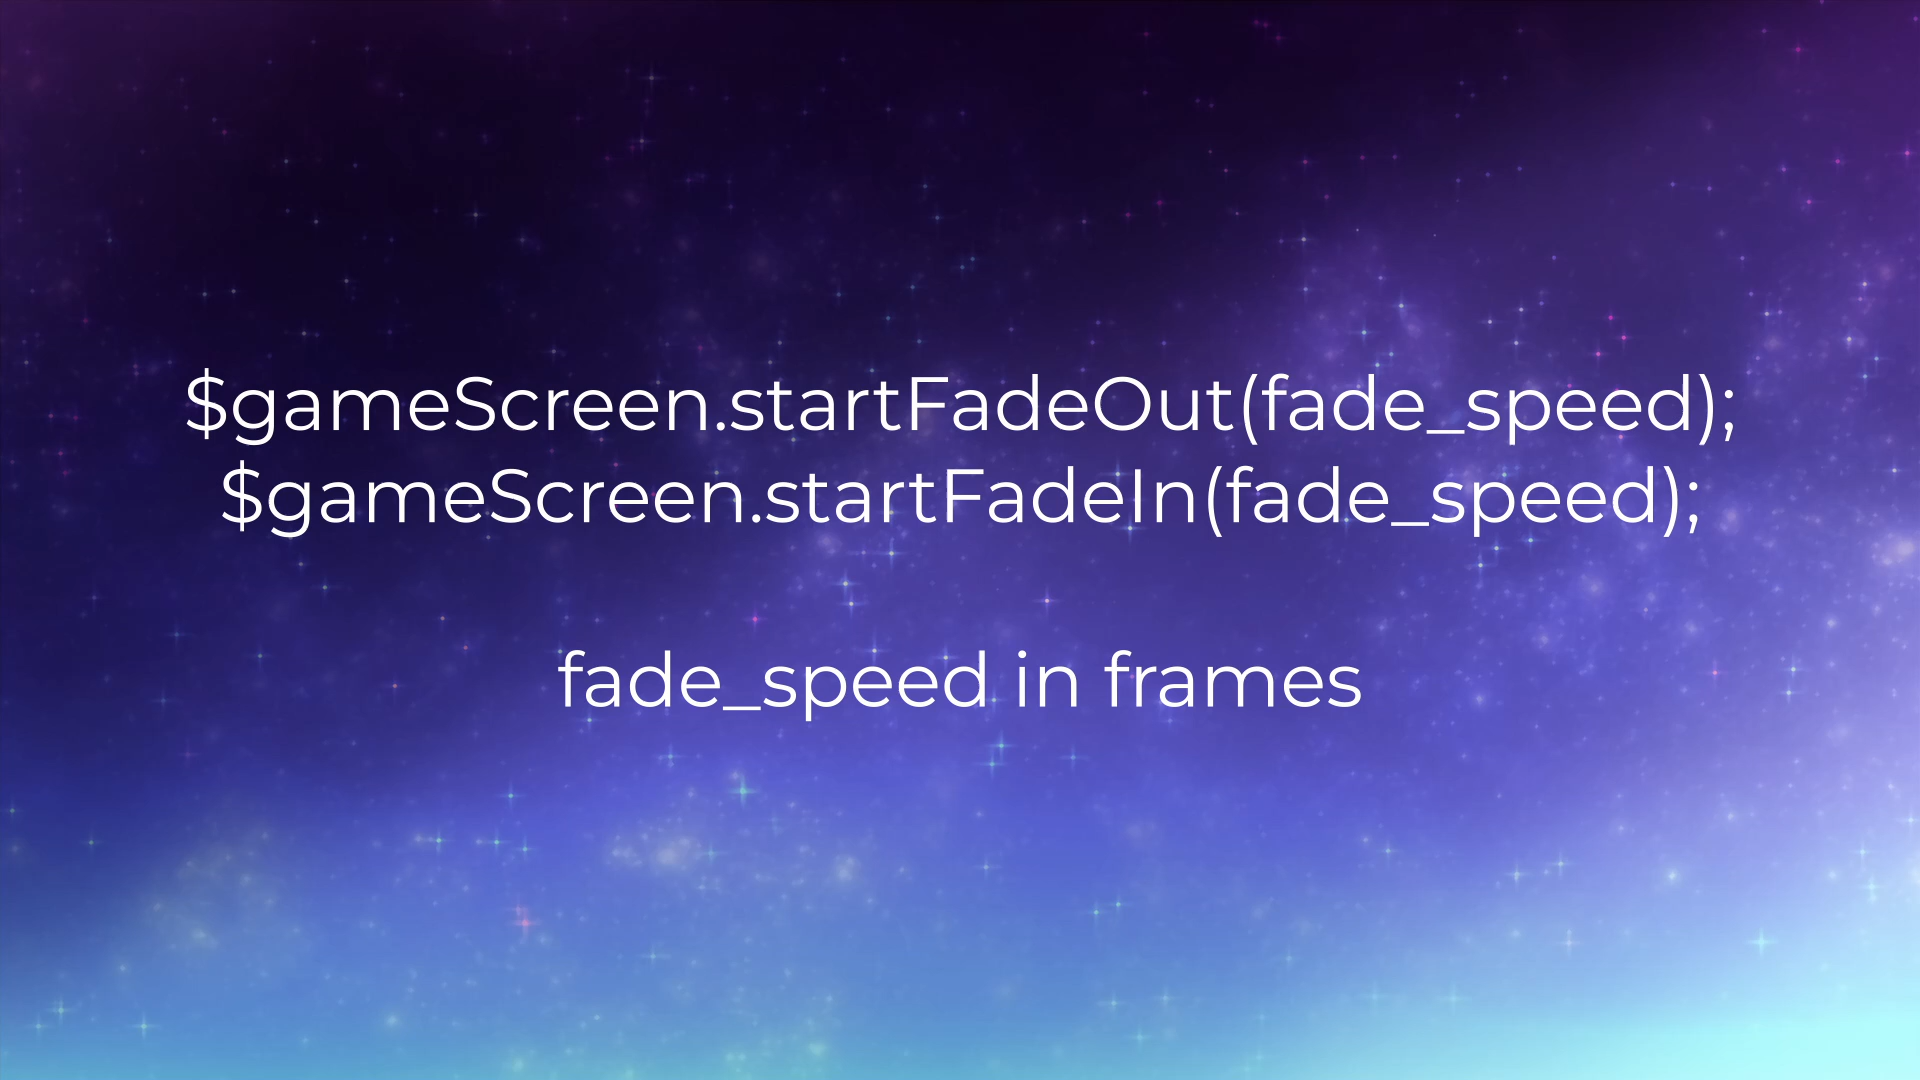 $gameScreen.startFadeOut(fade_speed);
$gameScreen.startFadeIn(fade_speed);
fade_speed in frames